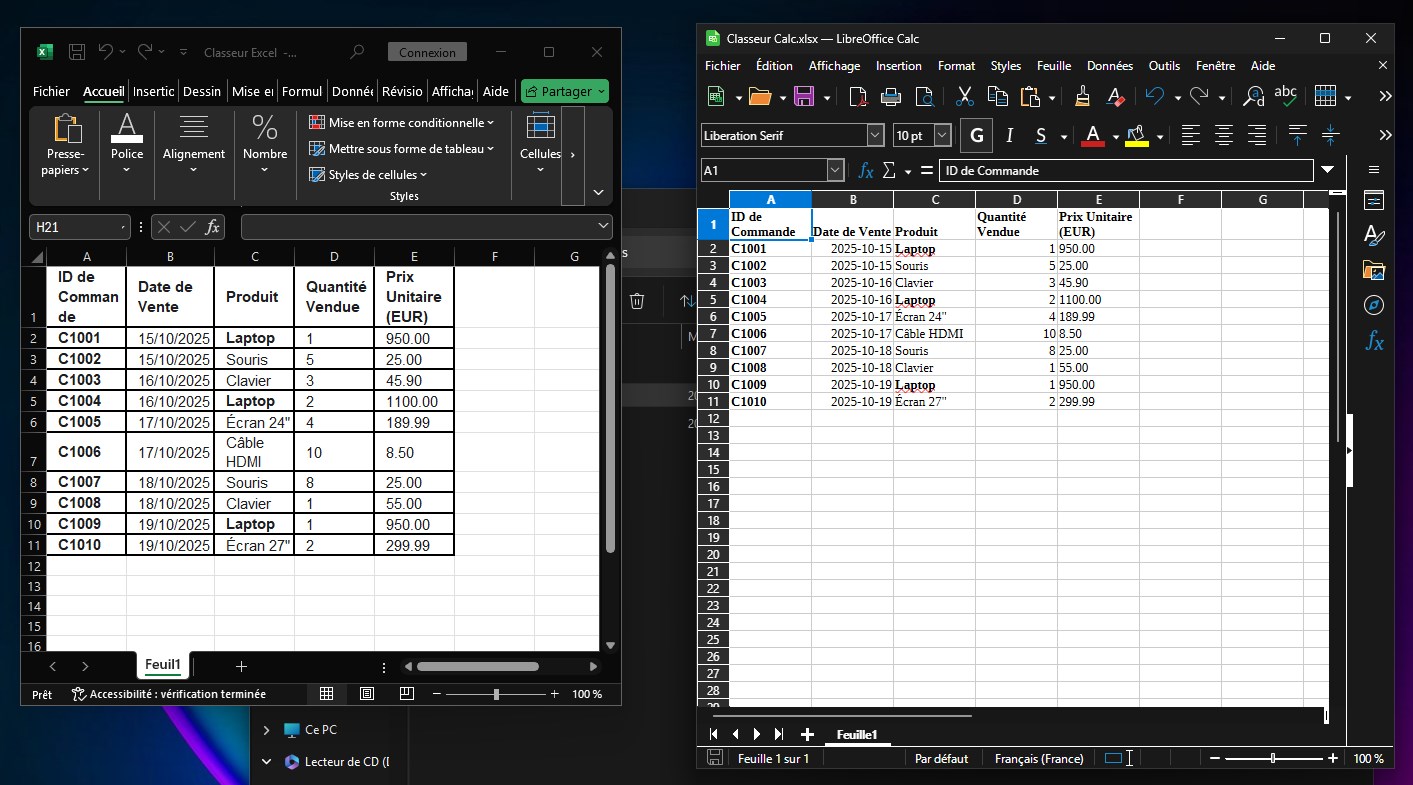 Classeur Excel -...
Connexion
Fichier Accueil Insertic Dessin Mise er Formul Donné Révisio Affichaç Aide Partager
Presse-papiers
Police
Alignement
Nombre
Mise en forme conditionnelle
Mettre sous forme de tableau
Styles de cellules
Styles
Cellules
H21 fx
A B C D E F G
1 ID de Commande Date de Vente Produit Quantité Vendue Prix Unitaire (EUR)
2 C1001 15/10/2025 Laptop 1 950.00
3 C1002 15/10/2025 Souris 5 25.00
4 C1003 16/10/2025 Clavier 3 45.90
5 C1004 16/10/2025 Laptop 2 1100.00
6 C1005 17/10/2025 Écran 24" 4 189.99
7 C1006 17/10/2025 Câble HDMI 10 8.50
8 C1007 18/10/2025 Souris 8 25.00
9 C1008 18/10/2025 Clavier 1 55.00
10 C1009 19/10/2025 Laptop 1 950.00
11 C1010 19/10/2025 Écran 27" 2 299.99
12
13
14
15
16
Feuil1
Prêt Accessibilité : vérification terminée 100 %
Ce PC
Lecteur de CD (
Classeur Calc.xlsx — LibreOffice Calc
Fichier Édition Affichage Insertion Format Styles Feuille Données Outils Fenêtre Aide
abc
Liberation Serif 10 pt G I S A
A1 fx Σ = ID de Commande
A B C D E F G
1 ID de Commande Date de Vente Produit Quantité Vendue Prix Unitaire (EUR)
2 C1001 2025-10-15 Laptop 1 950.00
3 C1002 2025-10-15 Souris 5 25.00
4 C1003 2025-10-16 Clavier 3 45.90
5 C1004 2025-10-16 Laptop 2 1100.00
6 C1005 2025-10-17 Écran 24" 4 189.99
7 C1006 2025-10-17 Câble HDMI 10 8.50
8 C1007 2025-10-18 Souris 8 25.00
9 C1008 2025-10-18 Clavier 1 55.00
10 C1009 2025-10-19 Laptop 1 950.00
11 C1010 2025-10-19 Écran 27" 2 299.99
12
13
14
15
16
17
18
19
20
21
22
23
24
25
26
27
28
Feuille1
Feuille 1 sur 1 Par défaut Français (France) 100 %